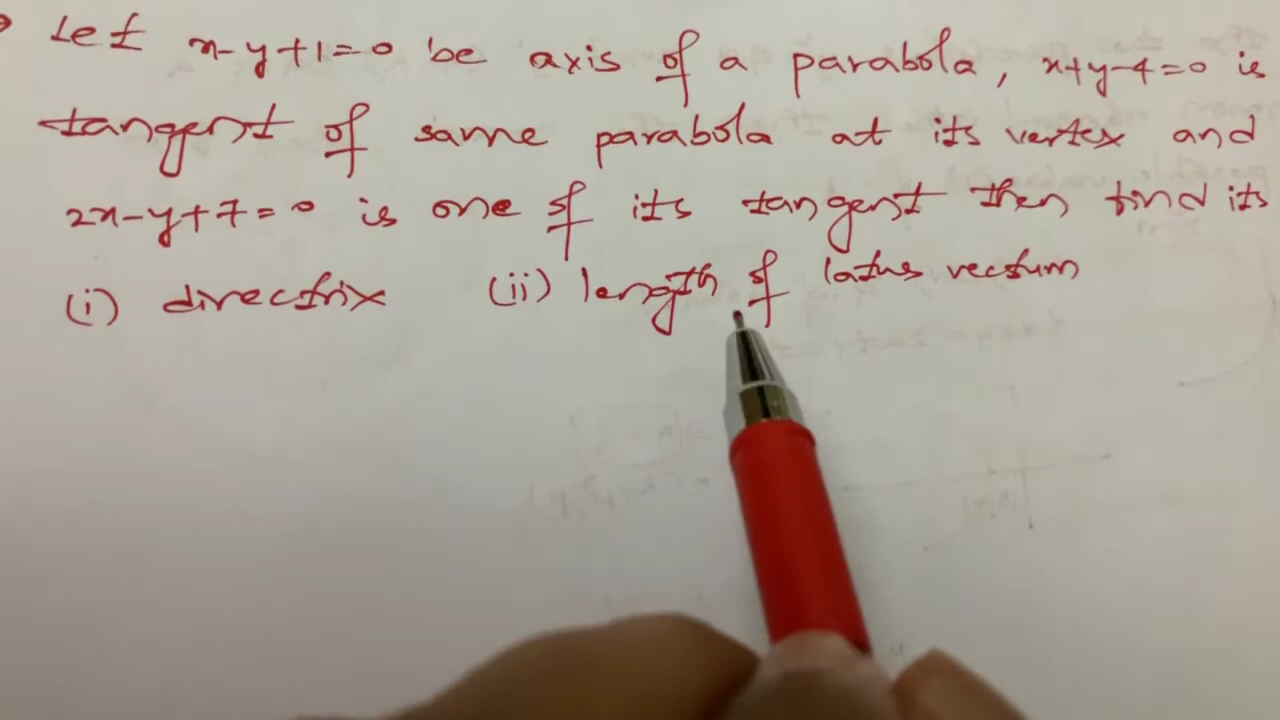 Let x-y+1=0 be axis of a parabola, x+y-4=0 is
tangent of same parabola at its vertex and
2x-y+7=0 is one of its tangent then find its
(i) directrix (ii) length of latus rectum